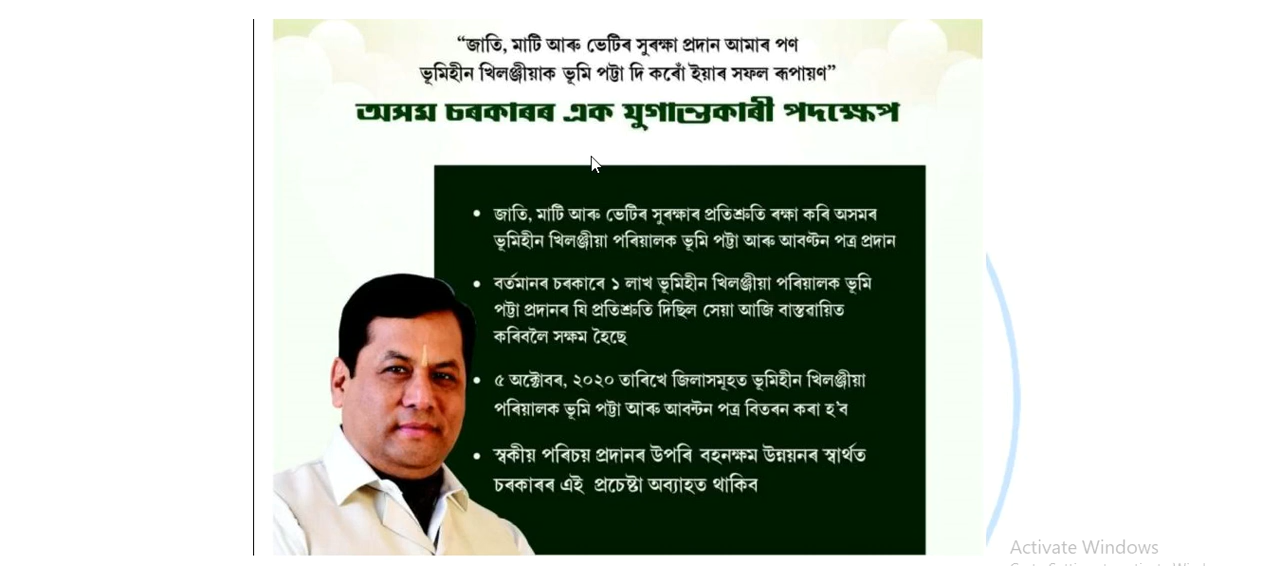 “জাতি, মাটি আৰু ভেটিৰ সুৰক্ষা প্ৰদান আমাৰ পণ
ভূমিহীন খিলঞ্জীয়াক ভূমি পট্টা দি কৰোঁ ইয়াৰ সফল ৰূপায়ণ”
অসম চৰকাৰৰ এক যুগান্তকাৰী পদক্ষেপ
• জাতি, মাটি আৰু ভেটিৰ সুৰক্ষাৰ প্ৰতিশ্ৰুতি ৰক্ষা কৰি অসমৰ
ভূমিহীন খিলঞ্জীয়া পৰিয়ালক ভূমি পট্টা আৰু আবণ্টন পত্ৰ প্ৰদান
• বৰ্তমানৰ চৰকাৰে ১ লাখ ভূমিহীন খিলঞ্জীয়া পৰিয়ালক ভূমি
পট্টা প্ৰদানৰ যি প্ৰতিশ্ৰুতি দিছিল সেয়া আজি বাস্তৱায়িত
কৰিবলৈ সক্ষম হৈছে
• ৫ অক্টোবৰ, ২০২০ তাৰিখে জিলাসমূহত ভূমিহীন খিলঞ্জীয়া
পৰিয়ালক ভূমি পট্টা আৰু আবন্টন পত্ৰ বিতৰন কৰা হ'ব
• স্বকীয় পৰিচয় প্ৰদানৰ উপৰি বহনক্ষম উন্নয়নৰ স্বাৰ্থত
চৰকাৰৰ এই প্ৰচেষ্টা অব্যাহত থাকিব
Activate Windows